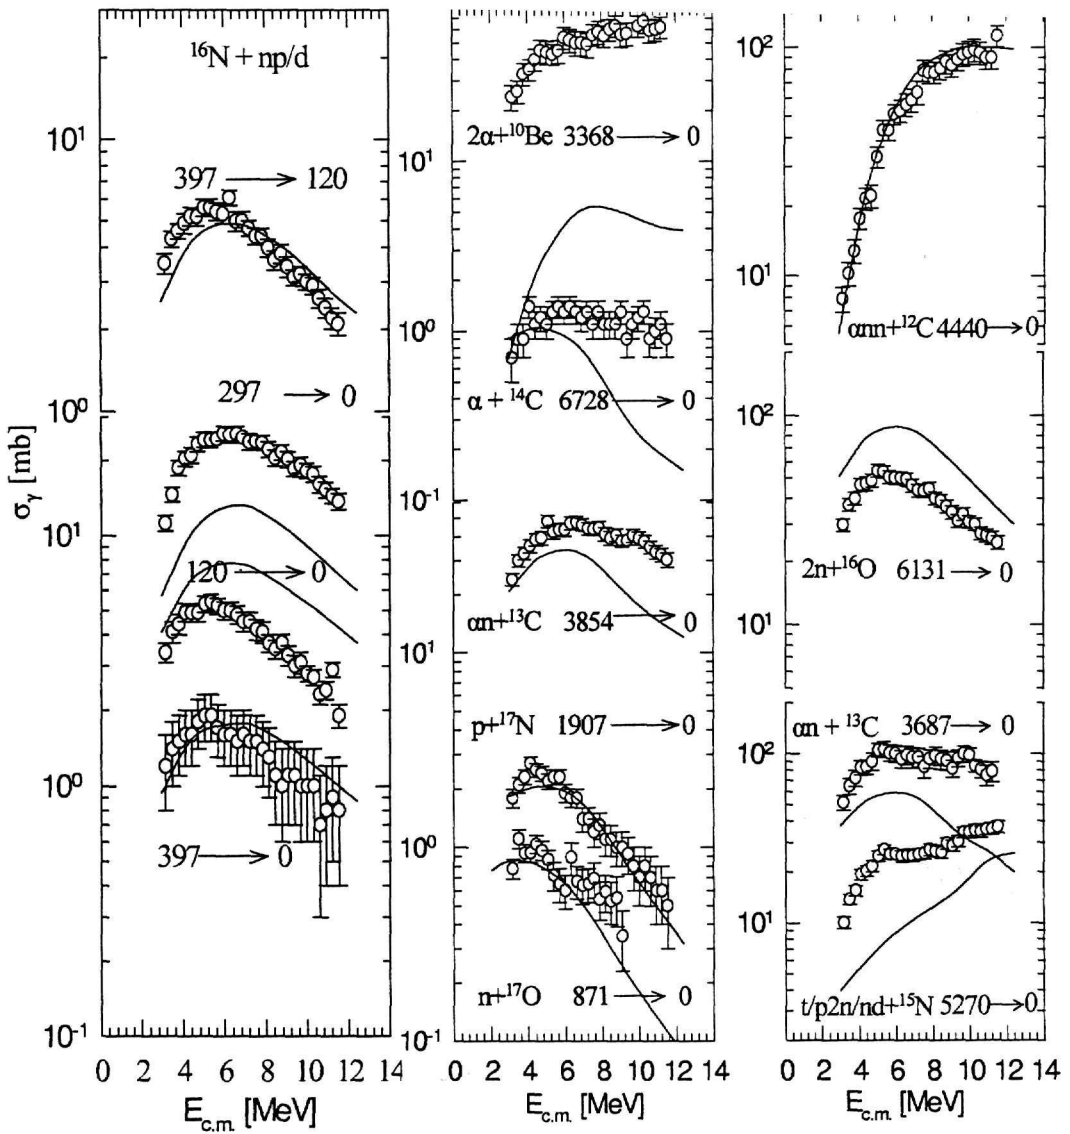 ¹⁶N + np/d
10¹
397 → 120
10⁰
297 → 0
10¹
120 → 0
10⁰
397 → 0
10⁻¹
0 2 4 6 8 10 12 14
E_c.m. [MeV]
σ_γ [mb]
2α+¹⁰Be 3368 → 0
10¹
10⁰
α + ¹⁴C 6728 → 0
10⁻¹
αn+¹³C 3854 → 0
10¹
p+¹⁷N 1907 → 0
10⁰
n+¹⁷O 871 → 0
10⁻¹
0 2 4 6 8 10 12 14
E_c.m. [MeV]
10²
10¹
αnn+¹²C 4440 → 0
10²
2n+¹⁶O 6131 → 0
10¹
αn + ¹³C 3687 → 0
10²
10¹
t/p2n/nd+¹⁵N 5270 → 0
0 2 4 6 8 10 12 14
E_c.m. [MeV]